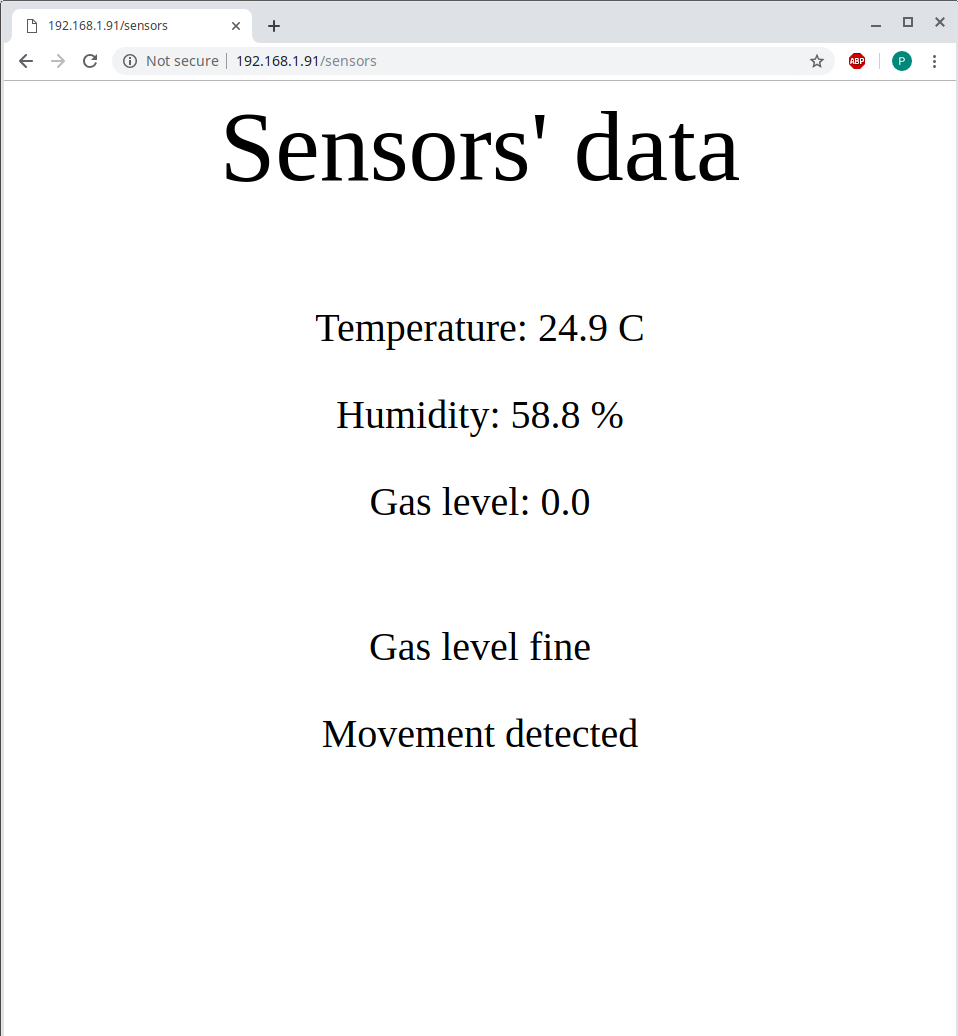 192.168.1.91/sensors
Not secure 192.168.1.91/sensors ABP P
Sensors' data
Temperature: 24.9 C
Humidity: 58.8 %
Gas level: 0.0
Gas level fine
Movement detected